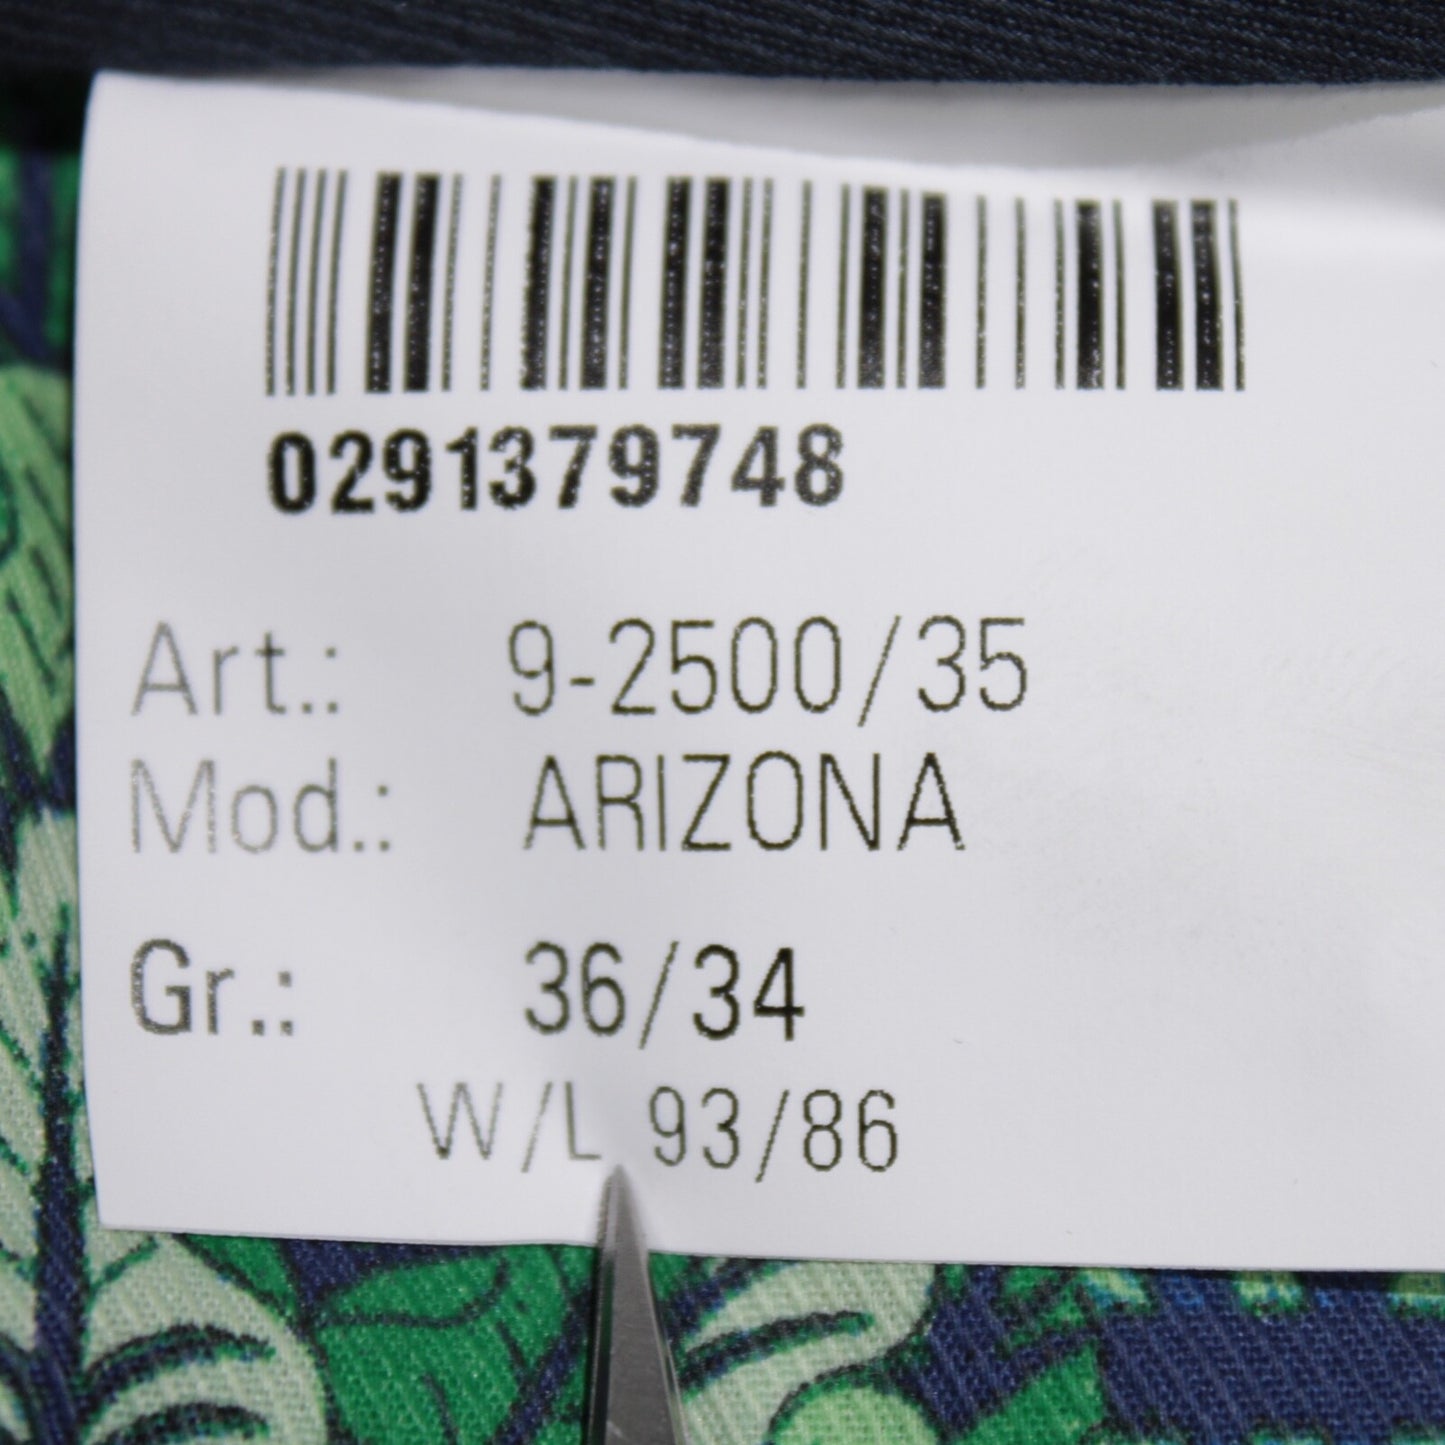 0291379748
Art.: 9-2500/35
Mod.: ARIZONA
Gr.: 36/34
W/L 93/86